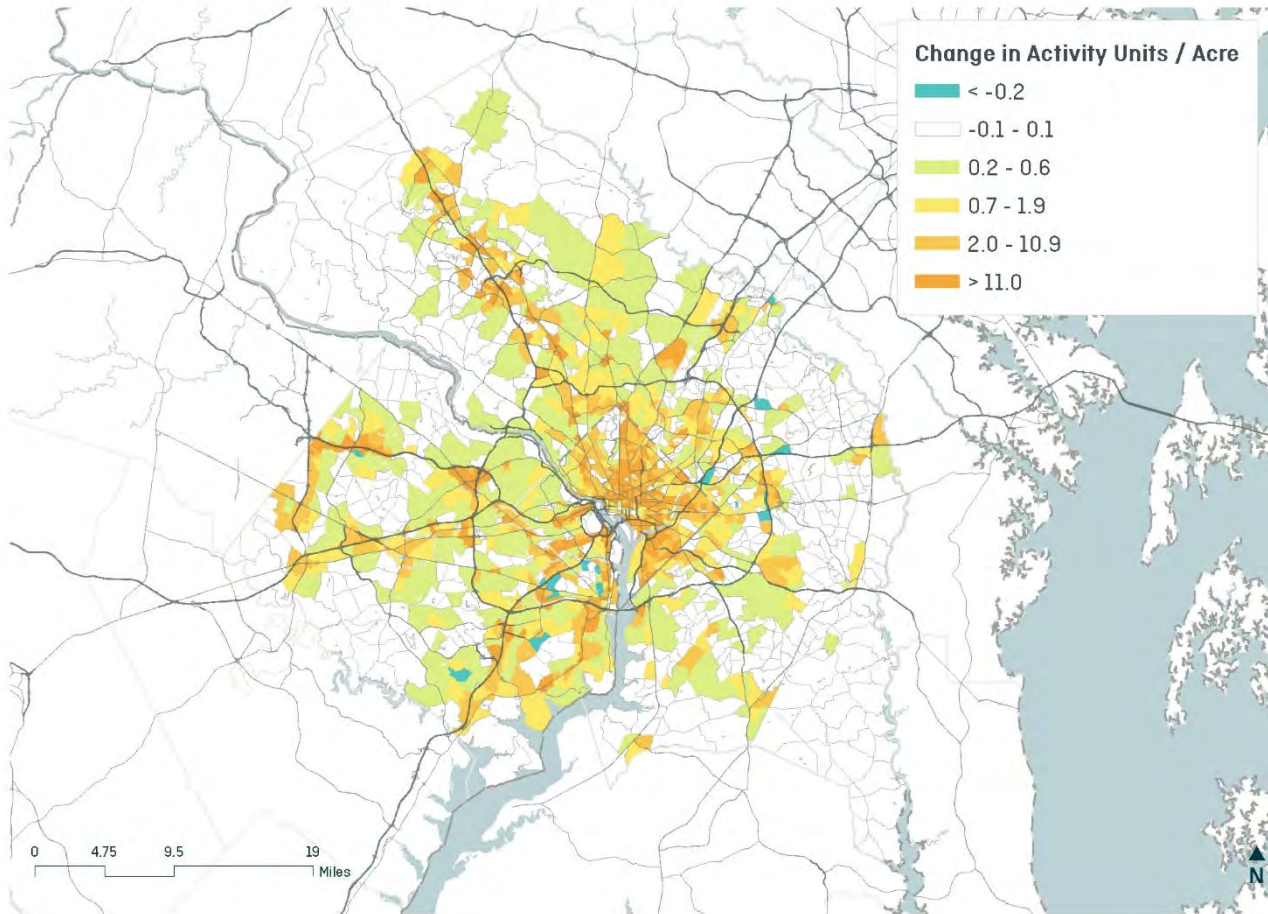 Change in Activity Units / Acre
< -0.2
-0.1 - 0.1
0.2 - 0.6
0.7 - 1.9
2.0 - 10.9
> 11.0
0 4.75 9.5 19
Miles
N